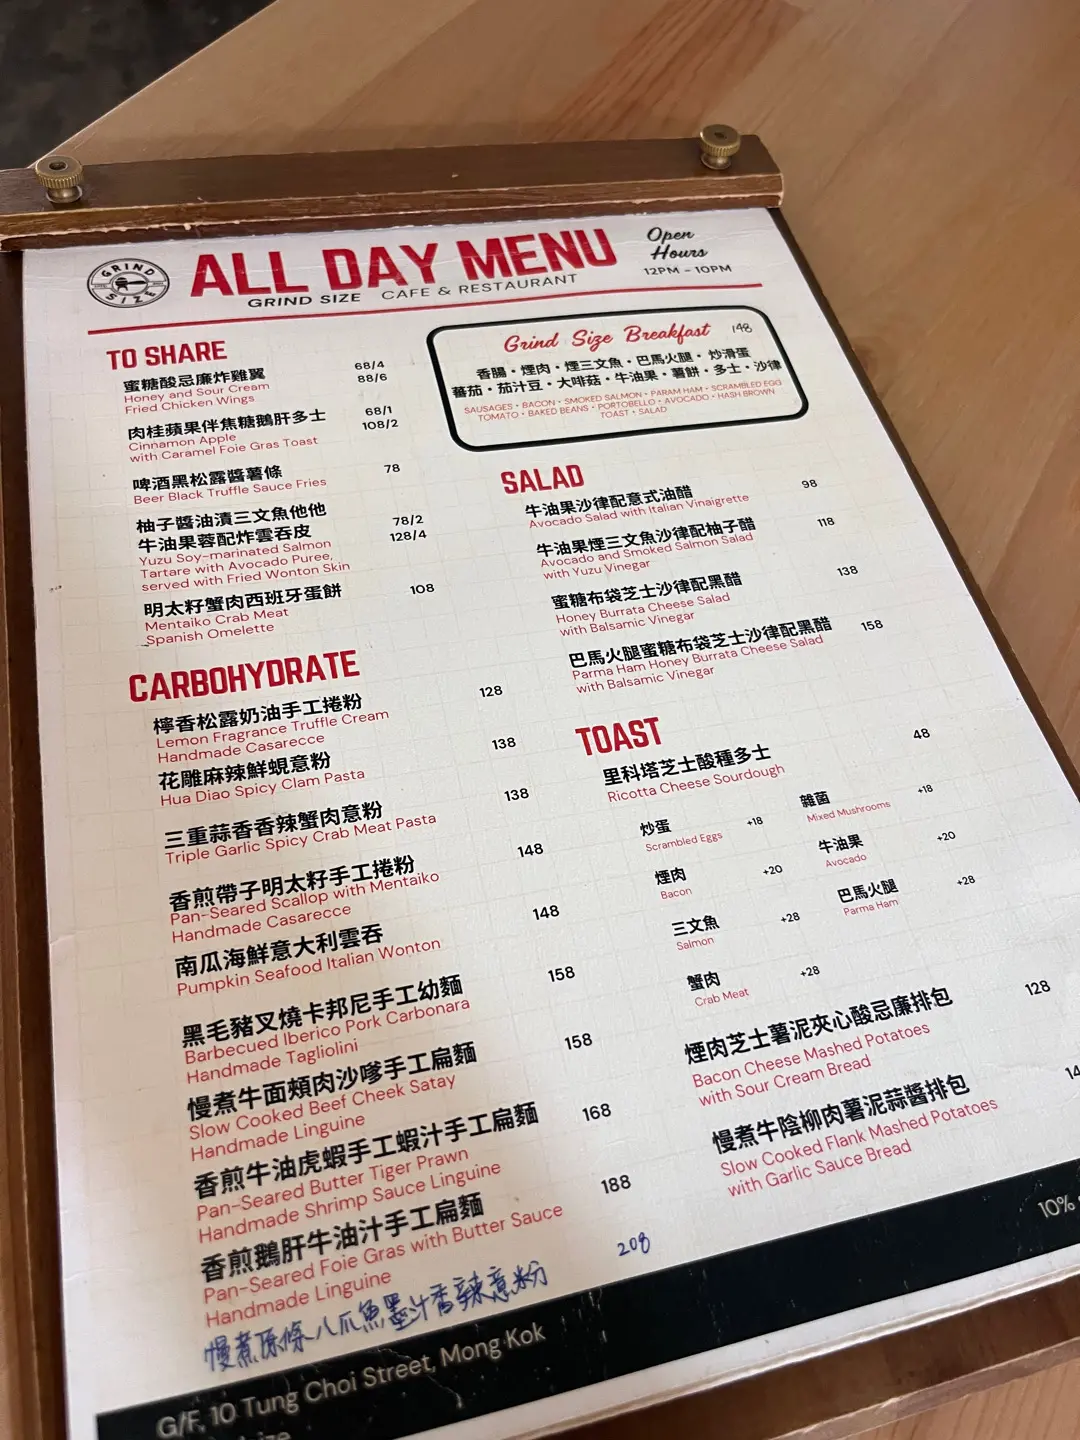 GRIND
SIZE
ALL DAY MENU
GRIND SIZE CAFE & RESTAURANT
Open
Hours
12PM - 10PM
TO SHARE
蜜糖酸忌廉炸雞翼 68/4
Honey and Sour Cream 88/6
Fried Chicken Wings
肉桂蘋果伴焦糖鵝肝多士 68/1
Cinnamon Apple 108/2
with Caramel Foie Gras Toast
啤酒黑松露醬薯條 78
Beer Black Truffle Sauce Fries
柚子醬油漬三文魚他他 78/2
牛油果蓉配炸雲吞皮 128/4
Yuzu Soy-marinated Salmon
Tartare with Avocado Puree,
served with Fried Wonton Skin
明太籽蟹肉西班牙蛋餅 108
Mentaiko Crab Meat
Spanish Omelette
CARBOHYDRATE
檸香松露奶油手工捲粉 128
Lemon Fragrance Truffle Cream
Handmade Casarecce
花雕麻辣鮮蜆意粉 138
Hua Diao Spicy Clam Pasta
三重蒜香香辣蟹肉意粉 138
Triple Garlic Spicy Crab Meat Pasta
香煎帶子明太籽手工捲粉 148
Pan-Seared Scallop with Mentaiko
Handmade Casarecce
南瓜海鮮意大利雲吞 148
Pumpkin Seafood Italian Wonton
黑毛豬叉燒卡邦尼手工幼麵 158
Barbecued Iberico Pork Carbonara
Handmade Tagliolini
慢煮牛面頰肉沙嗲手工扁麵 158
Slow Cooked Beef Cheek Satay
Handmade Linguine
香煎牛油虎蝦手工蝦汁手工扁麵 168
Pan-Seared Butter Tiger Prawn
Handmade Shrimp Sauce Linguine
香煎鵝肝牛油汁手工扁麵 188
Pan-Seared Foie Gras with Butter Sauce
Handmade Linguine
慢煮原條八爪魚墨汁香辣意粉 208
Grind Size Breakfast 148
香腸・煙肉・煙三文魚・巴馬火腿・炒滑蛋
蕃茄・茄汁豆・大啡菇・牛油果・薯餅・多士・沙律
SAUSAGES・BACON・SMOKED SALMON・PARAM HAM・SCRAMBLED EGG
TOMATO・BAKED BEANS・PORTOBELLO・AVOCADO・HASH BROWN
TOAST・SALAD
SALAD
牛油果沙律配意式油醋 98
Avocado Salad with Italian Vinaigrette
牛油果煙三文魚沙律配柚子醋 118
Avocado and Smoked Salmon Salad
with Yuzu Vinegar
蜜糖布袋芝士沙律配黑醋 138
Honey Burrata Cheese Salad
with Balsamic Vinegar
巴馬火腿蜜糖布袋芝士沙律配黑醋 158
Parma Ham Honey Burrata Cheese Salad
with Balsamic Vinegar
TOAST
里科塔芝士酸種多士 48
Ricotta Cheese Sourdough
炒蛋 +18
Scrambled Eggs
雜菌 +18
Mixed Mushrooms
煙肉 +20
Bacon
牛油果 +20
Avocado
三文魚 +28
Salmon
巴馬火腿 +28
Parma Ham
蟹肉 +28
Crab Meat
煙肉芝士薯泥夾心酸忌廉排包 128
Bacon Cheese Mashed Potatoes
with Sour Cream Bread
慢煮牛陰柳肉薯泥蒜醬排包 14
Slow Cooked Flank Mashed Potatoes
with Garlic Sauce Bread
10%
G/F, 10 Tung Choi Street, Mong Kok